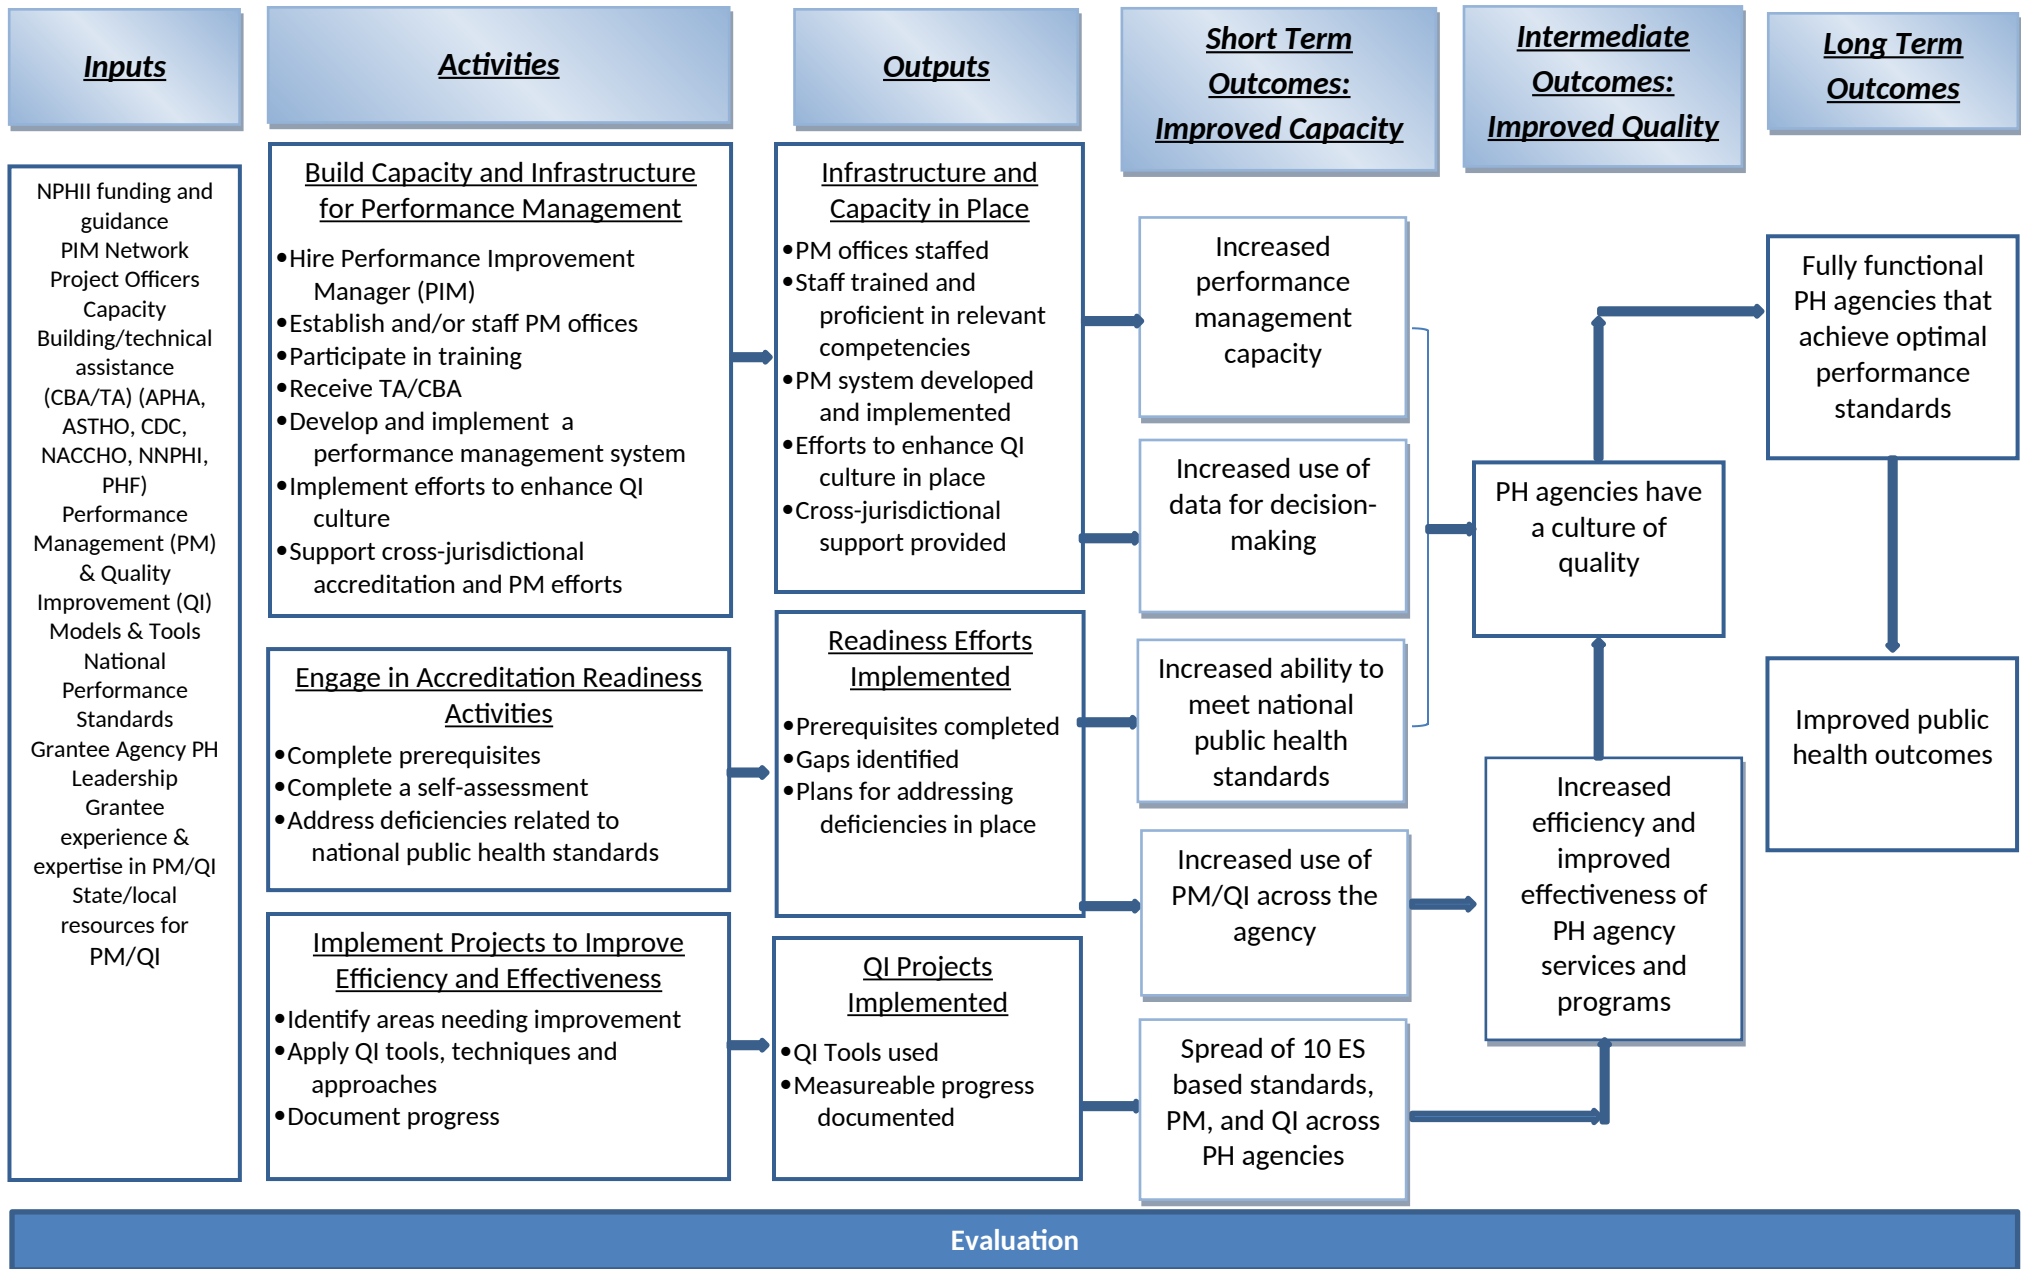 Inputs
NPHII funding and
guidance
PIM Network
Project Officers
Capacity
Building/technical
assistance
(CBA/TA) (APHA,
ASTHO, CDC,
NACCHO, NNPHI,
PHF)
Performance
Management (PM)
& Quality
Improvement (QI)
Models & Tools
National
Performance
Standards
Grantee Agency PH
Leadership
Grantee
experience &
expertise in PM/QI
State/local
resources for
PM/QI
Activities
Build Capacity and Infrastructure
for Performance Management
•Hire Performance Improvement
Manager (PIM)
•Establish and/or staff PM offices
•Participate in training
•Receive TA/CBA
•Develop and implement  a
performance management system
•Implement efforts to enhance QI
culture
•Support cross-jurisdictional
accreditation and PM efforts
Engage in Accreditation Readiness
Activities
•Complete prerequisites
•Complete a self-assessment
•Address deficiencies related to
national public health standards
Implement Projects to Improve
Efficiency and Effectiveness
•Identify areas needing improvement
•Apply QI tools, techniques and
approaches
•Document progress
Outputs
Infrastructure and
Capacity in Place
•PM offices staffed
•Staff trained and
proficient in relevant
competencies
•PM system developed
and implemented
•Efforts to enhance QI
culture in place
•Cross-jurisdictional
support provided
Readiness Efforts
Implemented
•Prerequisites completed
•Gaps identified
•Plans for addressing
deficiencies in place
QI Projects
Implemented
•QI Tools used
•Measureable progress
documented
Short Term
Outcomes:
Improved Capacity
Increased
performance
management
capacity
Increased use of
data for decision-
making
Increased ability to
meet national
public health
standards
Increased use of
PM/QI across the
agency
Spread of 10 ES
based standards,
PM, and QI across
PH agencies
Intermediate
Outcomes:
Improved Quality
PH agencies have
a culture of
quality
Increased
efficiency and
improved
effectiveness of
PH agency
services and
programs
Long Term
Outcomes
Fully functional
PH agencies that
achieve optimal
performance
standards
Improved public
health outcomes
Evaluation